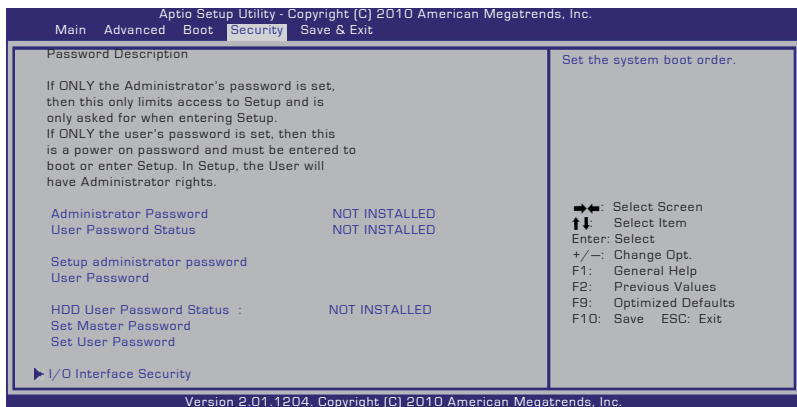 Aptio Setup Utility - Copyright (C) 2010 American Megatrends, Inc.
Main Advanced Boot Security Save & Exit
Password Description
If ONLY the Administrator's password is set,
then this only limits access to Setup and is
only asked for when entering Setup.
If ONLY the user's password is set, then this
is a power on password and must be entered to
boot or enter Setup. In Setup, the User will
have Administrator rights.
Administrator Password NOT INSTALLED
User Password Status NOT INSTALLED
Setup administrator password
User Password
HDD User Password Status : NOT INSTALLED
Set Master Password
Set User Password
I/O Interface Security
Set the system boot order.
→←: Select Screen
↑↓: Select Item
Enter: Select
+/—: Change Opt.
F1: General Help
F2: Previous Values
F9: Optimized Defaults
F10: Save ESC: Exit
Version 2.01.1204. Copyright (C) 2010 American Megatrends, Inc.